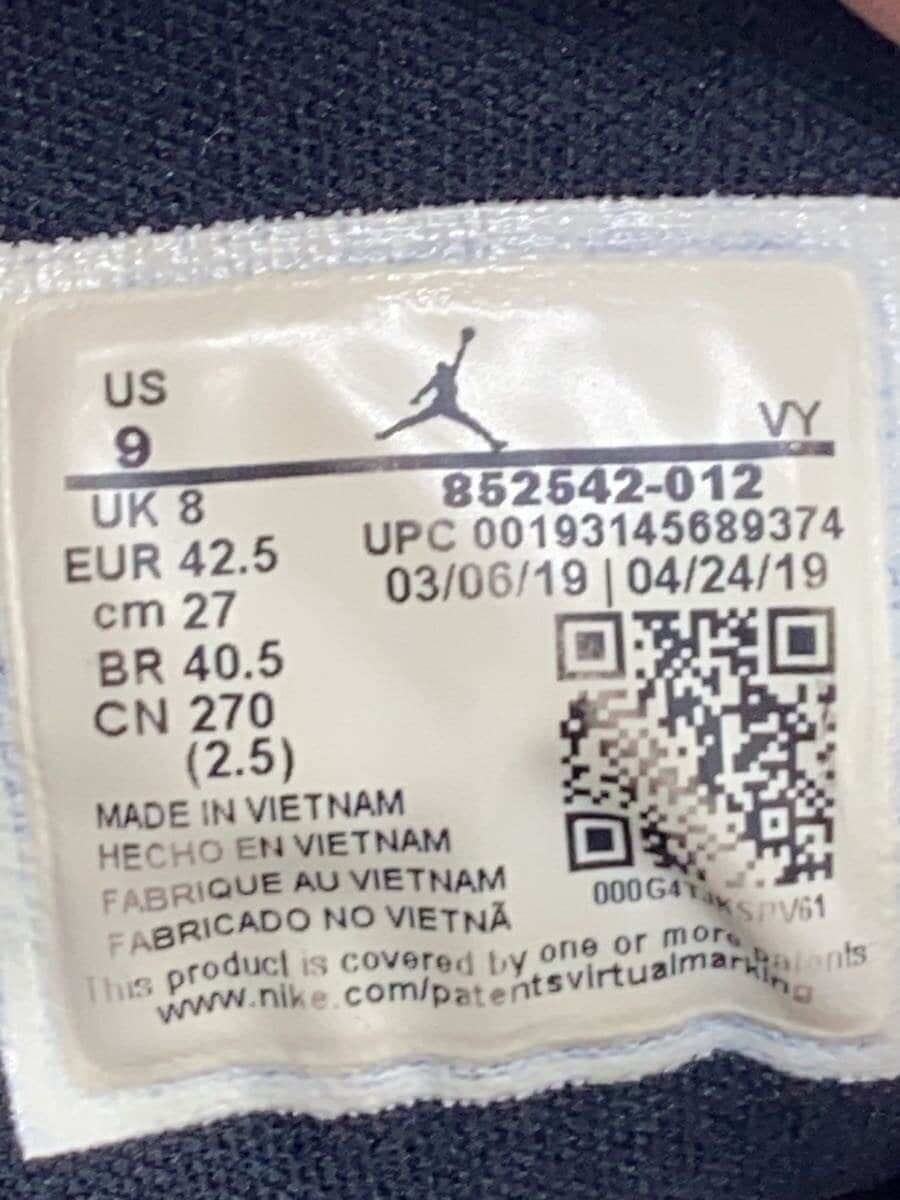 US
9
VY
UK 8
EUR 42.5
cm 27
BR 40.5
CN 270
(2.5)
852542-012
UPC 00193145689374
03/06/19 | 04/24/19
MADE IN VIETNAM
HECHO EN VIETNAM
FABRIQUE AU VIETNAM
FABRICADO NO VIETNÃ
This product is covered by one or more patents
www.nike.com/patentsvirtualmarking